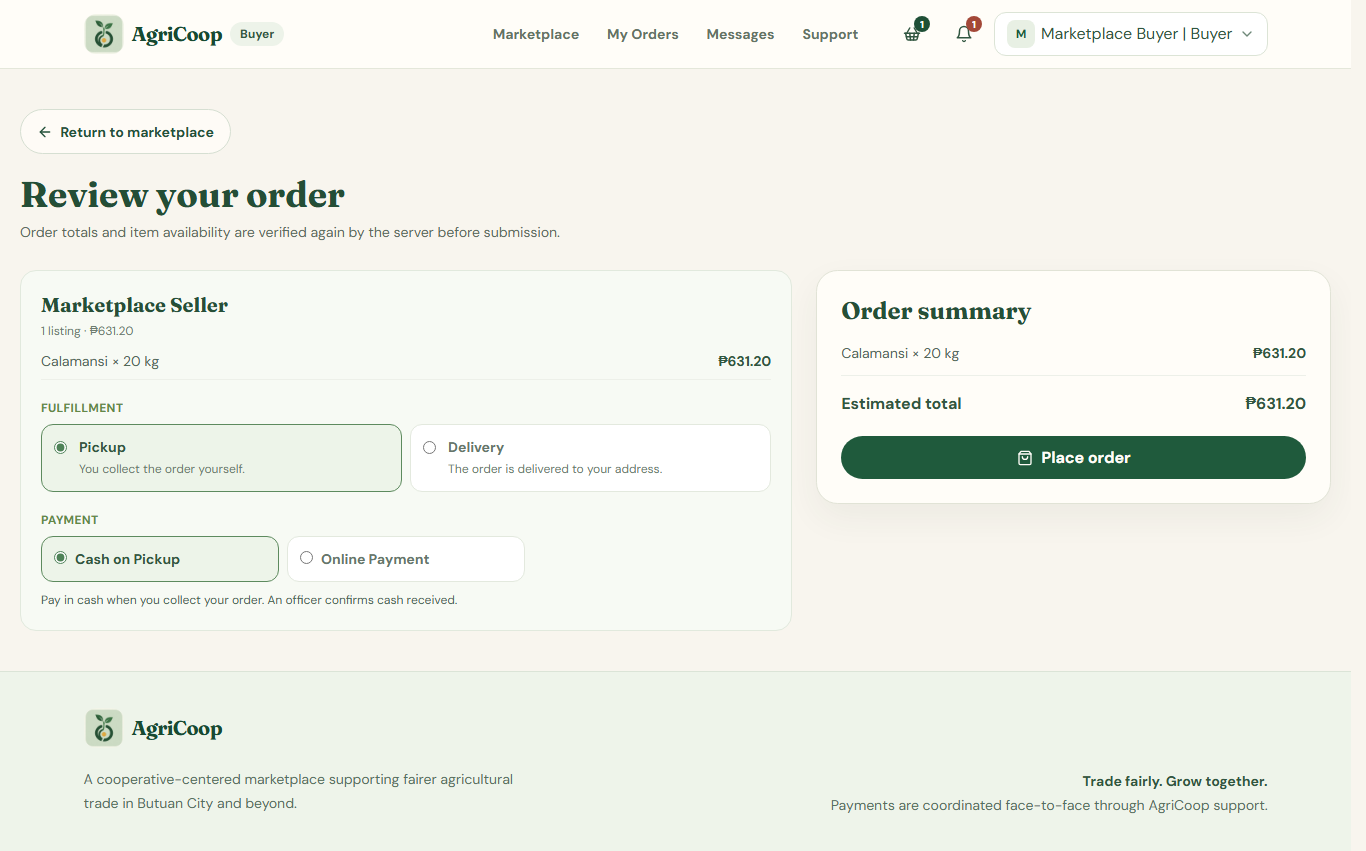 AgriCoop Buyer Marketplace My Orders Messages Support 1 1 M Marketplace Buyer | Buyer
Return to marketplace
Review your order
Order totals and item availability are verified again by the server before submission.
Marketplace Seller
1 listing · ₱631.20
Calamansi × 20 kg ₱631.20
FULFILLMENT
Pickup
You collect the order yourself.
Delivery
The order is delivered to your address.
PAYMENT
Cash on Pickup
Online Payment
Pay in cash when you collect your order. An officer confirms cash received.
Order summary
Calamansi × 20 kg ₱631.20
Estimated total ₱631.20
Place order
AgriCoop
A cooperative-centered marketplace supporting fairer agricultural
trade in Butuan City and beyond.
Trade fairly. Grow together.
Payments are coordinated face-to-face through AgriCoop support.